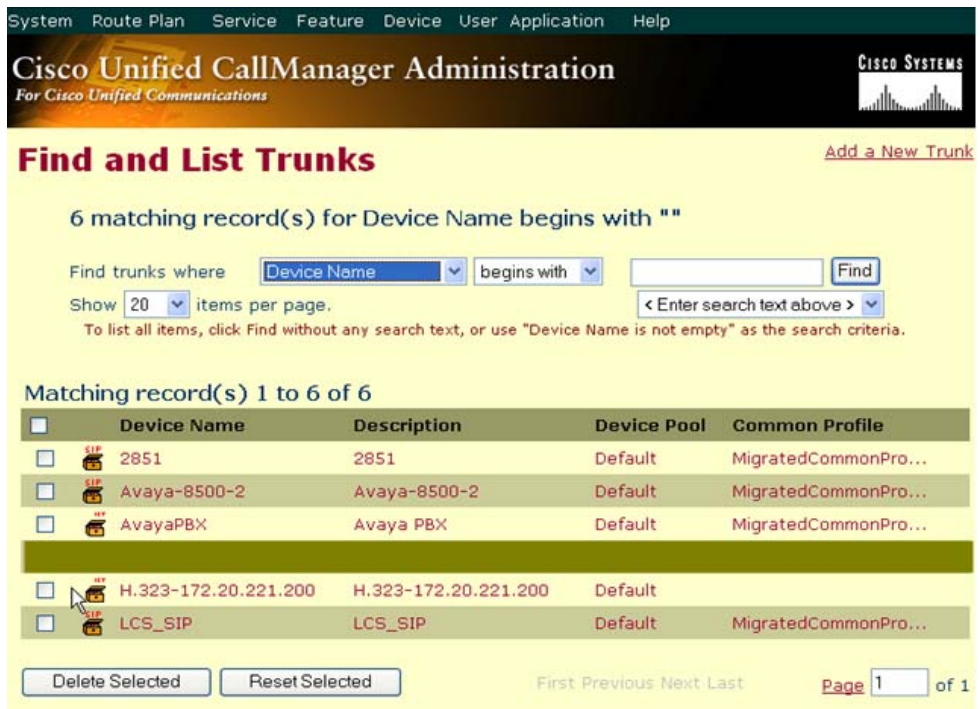 System Route Plan Service Feature Device User Application Help
Cisco Unified CallManager Administration
For Cisco Unified Communications
CISCO SYSTEMS
Find and List Trunks
Add a New Trunk
6 matching record(s) for Device Name begins with ""
Find trunks where Device Name begins with Find
Show 20 items per page. < Enter search text above >
To list all items, click Find without any search text, or use "Device Name is not empty" as the search criteria.
Matching record(s) 1 to 6 of 6
Device Name Description Device Pool Common Profile
SIP 2851 2851 Default MigratedCommonPro...
SIP Avaya-8500-2 Avaya-8500-2 Default MigratedCommonPro...
AvayaPBX Avaya PBX Default MigratedCommonPro...
H.323-172.20.221.200 H.323-172.20.221.200 Default
SIP LCS_SIP LCS_SIP Default MigratedCommonPro...
Delete Selected Reset Selected First Previous Next Last Page 1 of 1